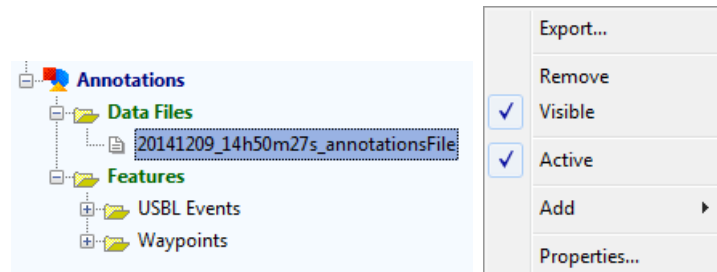 Annotations
Data Files
20141209_14h50m27s_annotationsFile
Features
USBL Events
Waypoints
Export...
Remove
Visible
Active
Add
Properties...